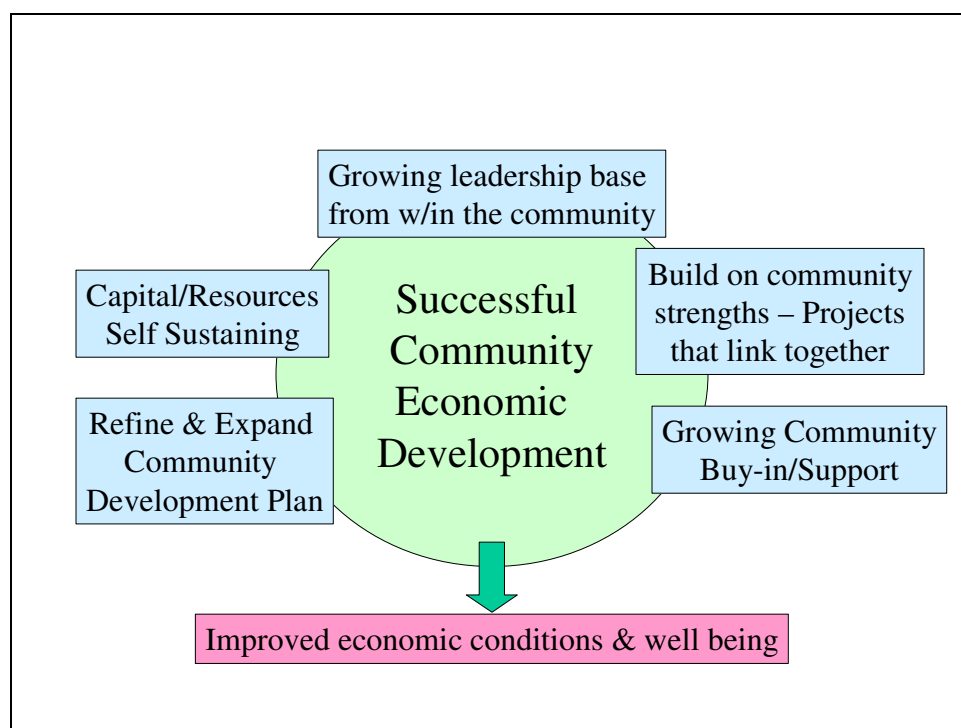 Growing leadership base
from w/in the community
Capital/Resources
Self Sustaining
Successful
Community
Economic
Development
Build on community
strengths – Projects
that link together
Refine & Expand
Community
Development Plan
Growing Community
Buy-in/Support
Improved economic conditions & well being